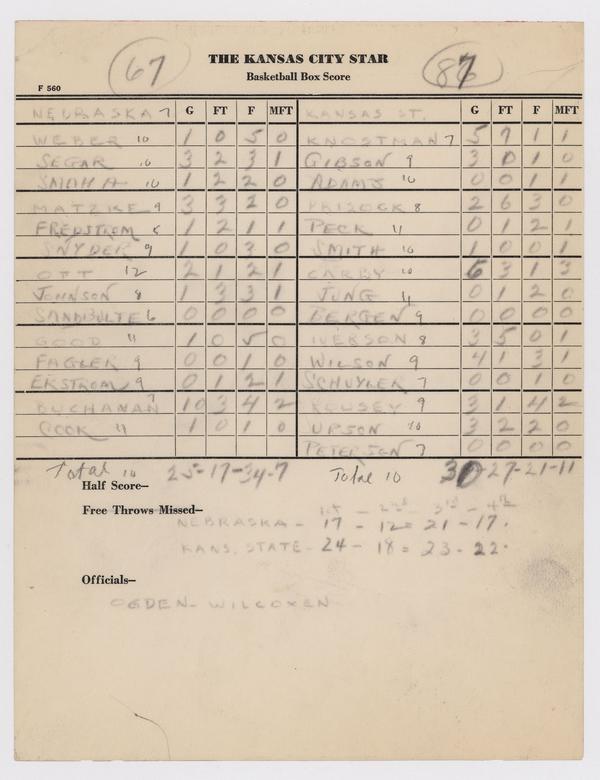 67
87
THE KANSAS CITY STAR
Basketball Box Score
F 560
NEBRASKA 7 G FT F MFT KANSAS ST. G FT F MFT
WEBER 10 1 0 5 0 KNOSTMAN 7 5 7 1 1
SEGAR 10 3 2 3 1 GIBSON 9 3 0 1 0
SMAHA 10 1 2 2 0 ADAMS 10 0 0 1 1
MATZKE 9 3 3 2 0 PRISOCK 8 2 6 3 0
FREDSTROM 1 2 1 1 PECK 11 0 1 2 1
SNYDER 9 1 0 3 0 SMITH 10 1 0 0 1
OTT 12 2 1 2 1 CARBY 10 6 3 1 3
JOHNSON 8 1 3 3 1 JUNG 11 0 1 2 0
SANDBULTE 6 0 0 0 0 BERGEN 9 0 0 0 0
GOOD 11 1 0 5 0 IVERSON 8 3 5 0 1
FAGLER 9 0 0 1 0 WILSON 9 4 1 3 1
EKSTROM 9 0 1 2 1 SCHUYLER 7 0 0 1 0
BUCHANAN 7 10 3 4 2 ROUSEY 9 3 1 4 2
COOK 11 1 0 1 0 UPSON 10 3 2 2 0
PETERSON 7 0 0 0 0
Total 10 25-17-34-7 Total 10 30-27-21-11
Half Score—
Free Throws Missed—
1st - 2nd - 3rd - 4th
NEBRASKA - 17 - 12 = 21 - 17.
KANS. STATE - 24 - 18 = 23 - 22.
Officials—
OGDEN - WILCOXEN